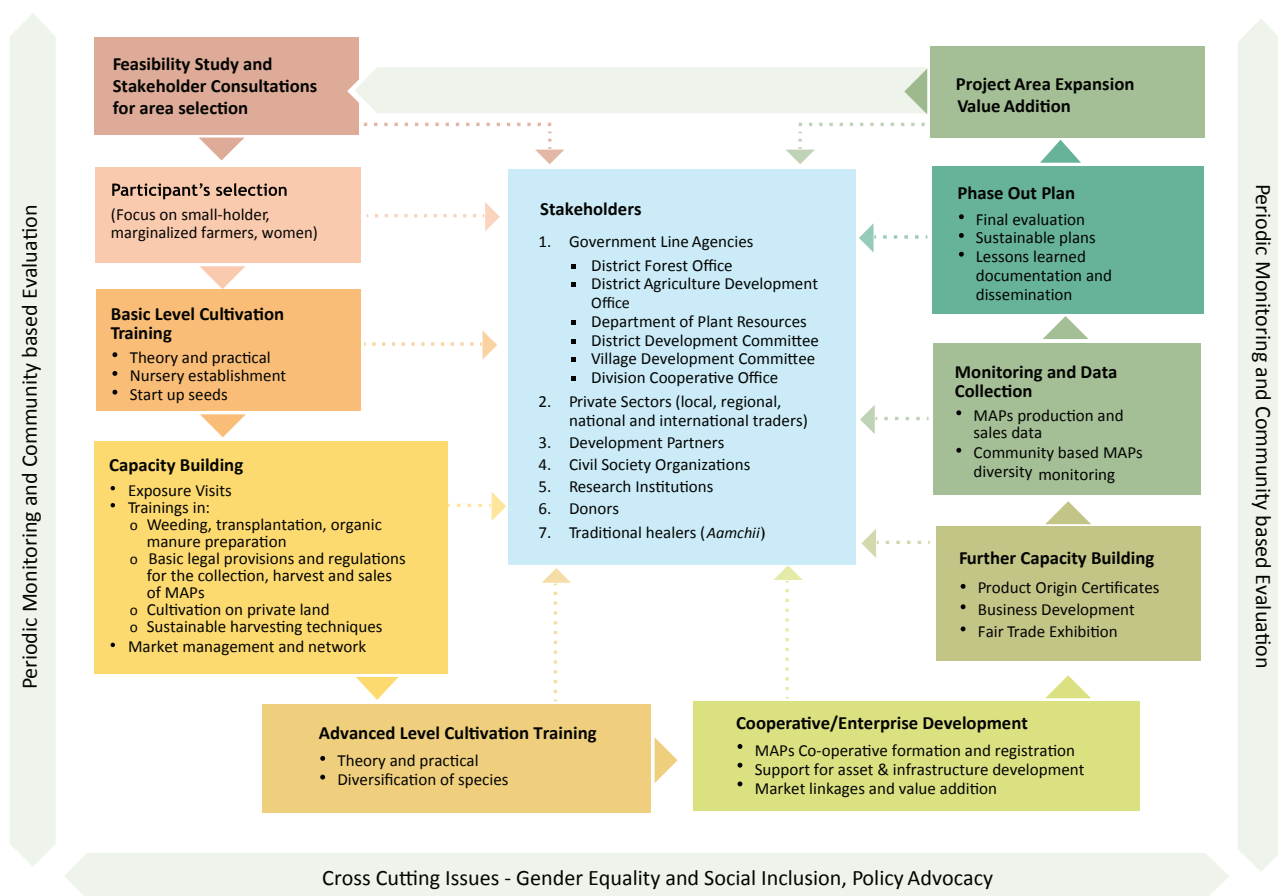 Periodic Monitoring and Community based Evaluation
Feasibility Study and
Stakeholder Consultations
for area selection
Participant's selection
(Focus on small-holder,
marginalized farmers, women)
Basic Level Cultivation
Training
• Theory and practical
• Nursery establishment
• Start up seeds
Capacity Building
• Exposure Visits
• Trainings in:
o Weeding, transplantation, organic
manure preparation
o Basic legal provisions and regulations
for the collection, harvest and sales
of MAPs
o Cultivation on private land
o Sustainable harvesting techniques
• Market management and network
Advanced Level Cultivation Training
• Theory and practical
• Diversification of species
Cooperative/Enterprise Development
• MAPs Co-operative formation and registration
• Support for asset & infrastructure development
• Market linkages and value addition
Further Capacity Building
• Product Origin Certificates
• Business Development
• Fair Trade Exhibition
Monitoring and Data
Collection
• MAPs production and
sales data
• Community based MAPs
diversity monitoring
Phase Out Plan
• Final evaluation
• Sustainable plans
• Lessons learned
documentation and
dissemination
Project Area Expansion
Value Addition
Stakeholders
1. Government Line Agencies
▪ District Forest Office
▪ District Agriculture Development
Office
▪ Department of Plant Resources
▪ District Development Committee
▪ Village Development Committee
▪ Division Cooperative Office
2. Private Sectors (local, regional,
national and international traders)
3. Development Partners
4. Civil Society Organizations
5. Research Institutions
6. Donors
7. Traditional healers (Aamchii)
Periodic Monitoring and Community based Evaluation
Cross Cutting Issues - Gender Equality and Social Inclusion, Policy Advocacy